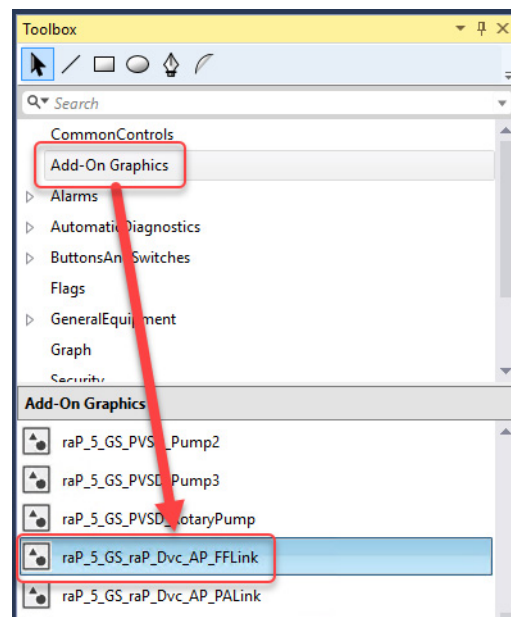 Toolbox
Search
CommonControls
Add-On Graphics
Alarms
AutomaticDiagnostics
ButtonsAndSwitches
Flags
GeneralEquipment
Graph
Security
Add-On Graphics
raP_5_GS_PVSD_Pump2
raP_5_GS_PVSD_Pump3
raP_5_GS_PVSD_RotaryPump
raP_5_GS_raP_Dvc_AP_FFLink
raP_5_GS_raP_Dvc_AP_PALink